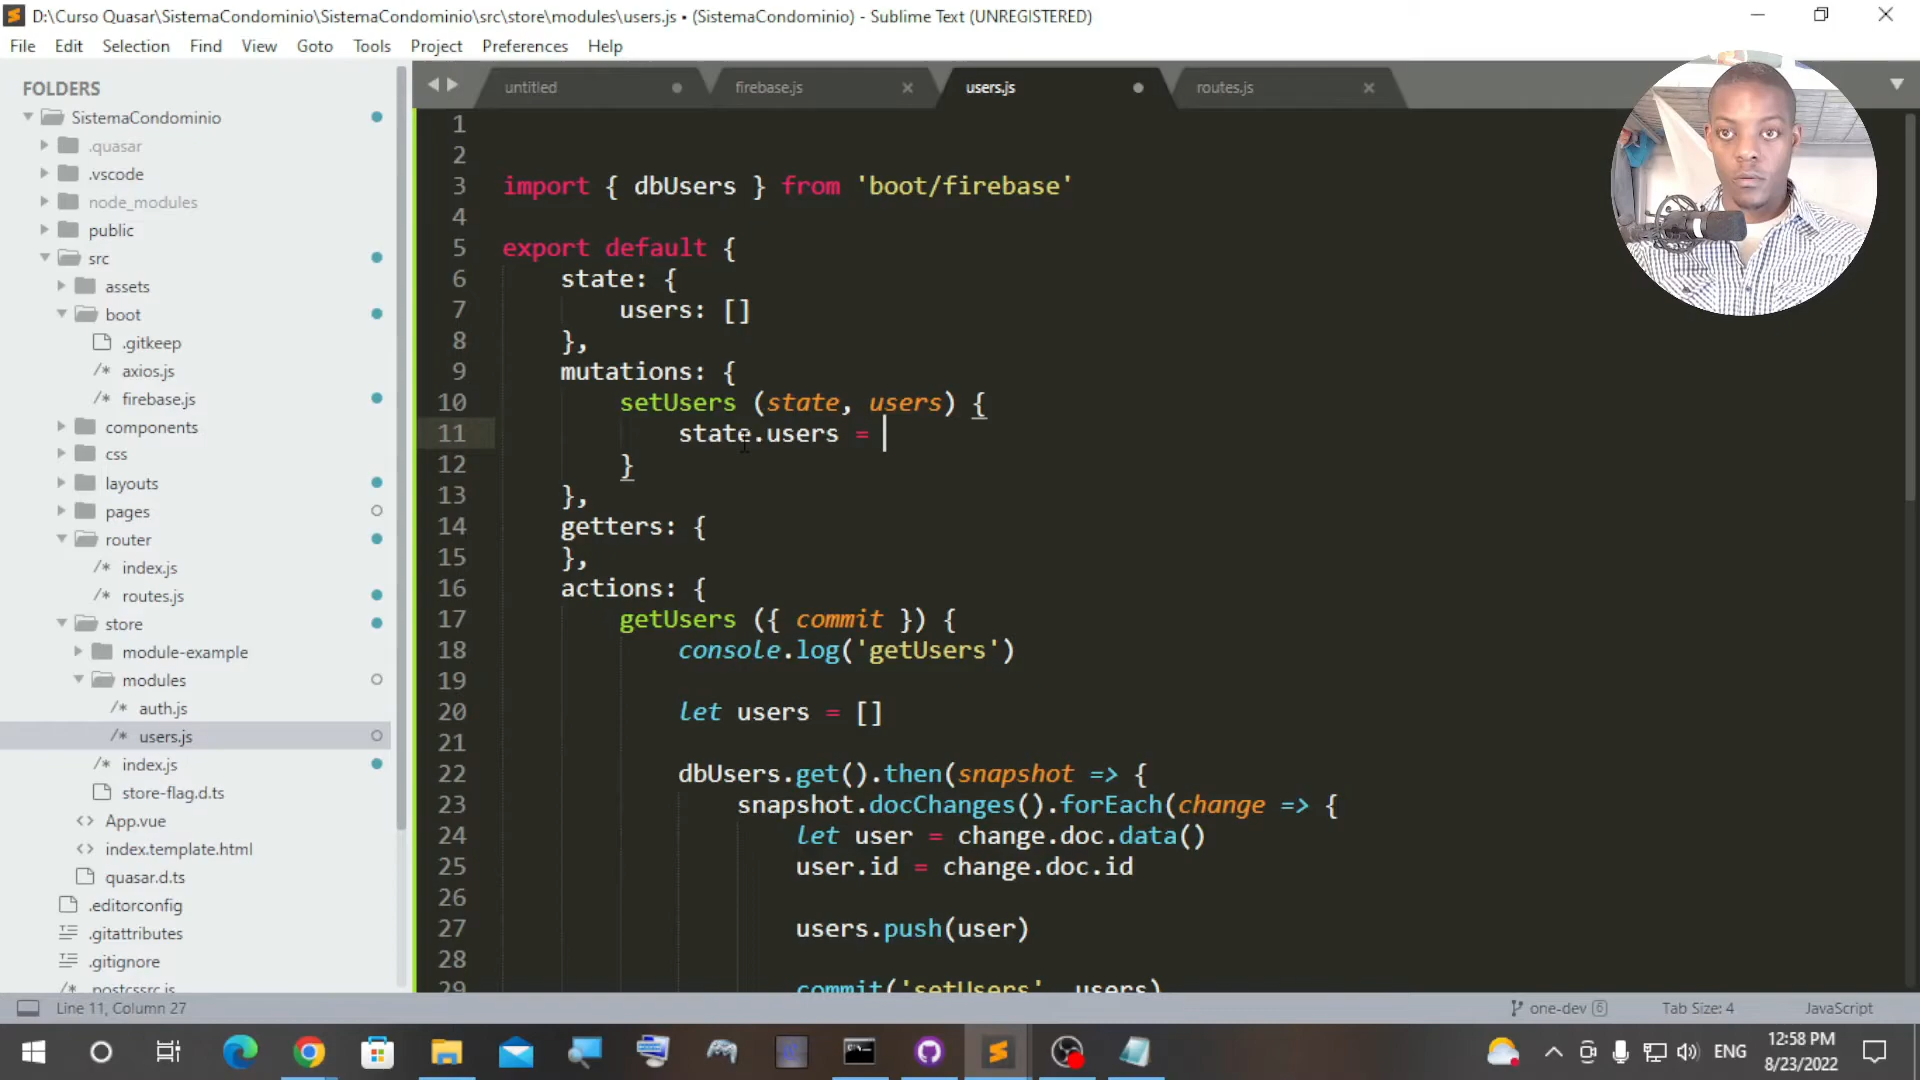 D:\Curso Quasar\SistemaCondominio\SistemaCondominio\src\store\modules\users.js • (SistemaCondominio) - Sublime Text (UNREGISTERED)
File Edit Selection Find View Goto Tools Project Preferences Help
FOLDERS
SistemaCondominio
.quasar
.vscode
node_modules
public
src
assets
boot
.gitkeep
/* axios.js
/* firebase.js
components
css
layouts
pages
router
/* index.js
/* routes.js
store
module-example
modules
/* auth.js
/* users.js
/* index.js
store-flag.d.ts
<> App.vue
<> index.template.html
quasar.d.ts
.editorconfig
.gitattributes
.gitignore
.postcssrc.js
untitled firebase.js users.js routes.js
1
2
3 import { dbUsers } from 'boot/firebase'
4
5 export default {
6 state: {
7 users: []
8 },
9 mutations: {
10 setUsers (state, users) {
11 state.users =
12 }
13 },
14 getters: {
15 },
16 actions: {
17 getUsers ({ commit }) {
18 console.log('getUsers')
19
20 let users = []
21
22 dbUsers.get().then(snapshot => {
23 snapshot.docChanges().forEach(change => {
24 let user = change.doc.data()
25 user.id = change.doc.id
26
27 users.push(user)
28
29 commit('setUsers', users)
Line 11, Column 27
one-dev 6
Tab Size: 4
JavaScript
ENG
12:58 PM
8/23/2022